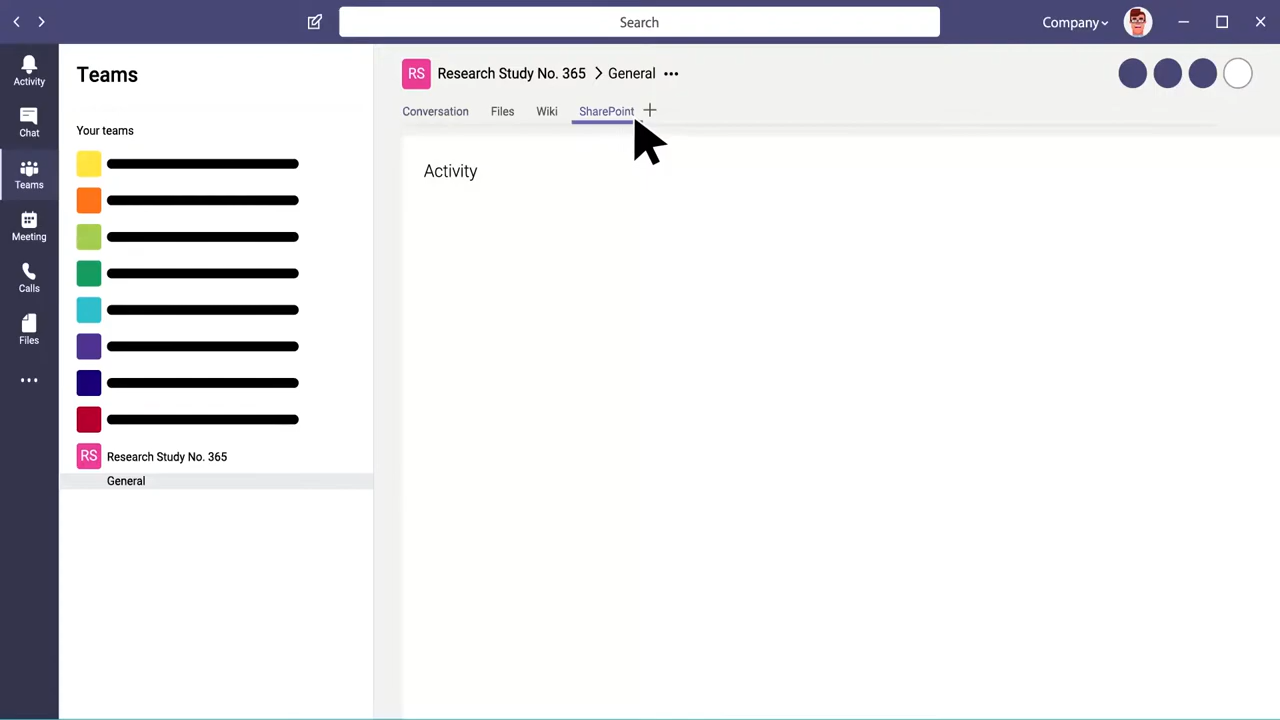 Search
Company
Activity
Chat
Teams
Meeting
Calls
Files
Teams
Your teams
RS Research Study No. 365
General
RS Research Study No. 365 > General •••
Conversation Files Wiki SharePoint +
Activity